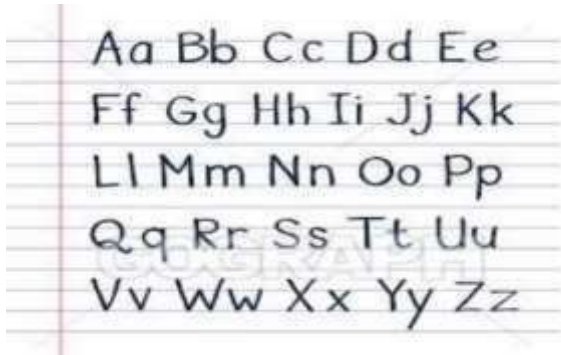 Aa Bb Cc Dd Ee
Ff Gg Hh Ii Jj Kk
Ll Mm Nn Oo Pp
Qq Rr Ss Tt Uu
GOGRAPH
Vv Ww Xx Yy Zz